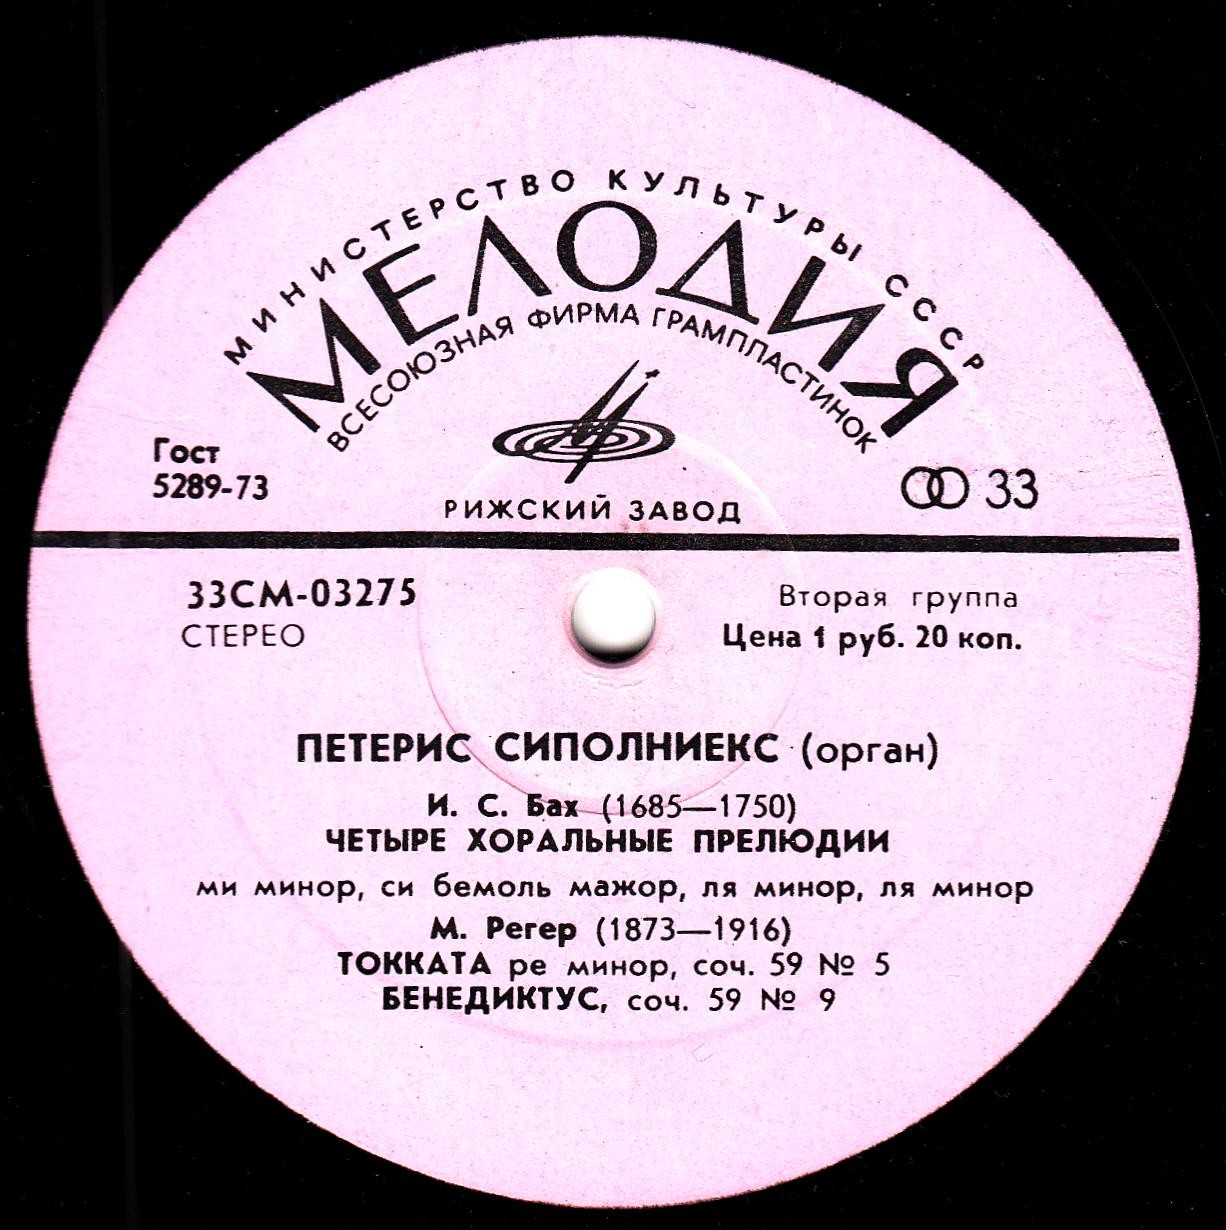 МИНИСТЕРСТВО КУЛЬТУРЫ СССР
МЕЛОДИЯ
ВСЕСОЮЗНАЯ ФИРМА ГРАМПЛАСТИНОК
Гост
5289-73
33
РИЖСКИЙ ЗАВОД
33СМ-03275
СТЕРЕО
Вторая группа
Цена 1 руб. 20 коп.
ПЕТЕРИС СИПОЛНИЕКС (орган)
И. С. Бах (1685—1750)
ЧЕТЫРЕ ХОРАЛЬНЫЕ ПРЕЛЮДИИ
ми минор, си бемоль мажор, ля минор, ля минор
М. Регер (1873—1916)
ТОККАТА ре минор, соч. 59 № 5
БЕНЕДИКТУС, соч. 59 № 9